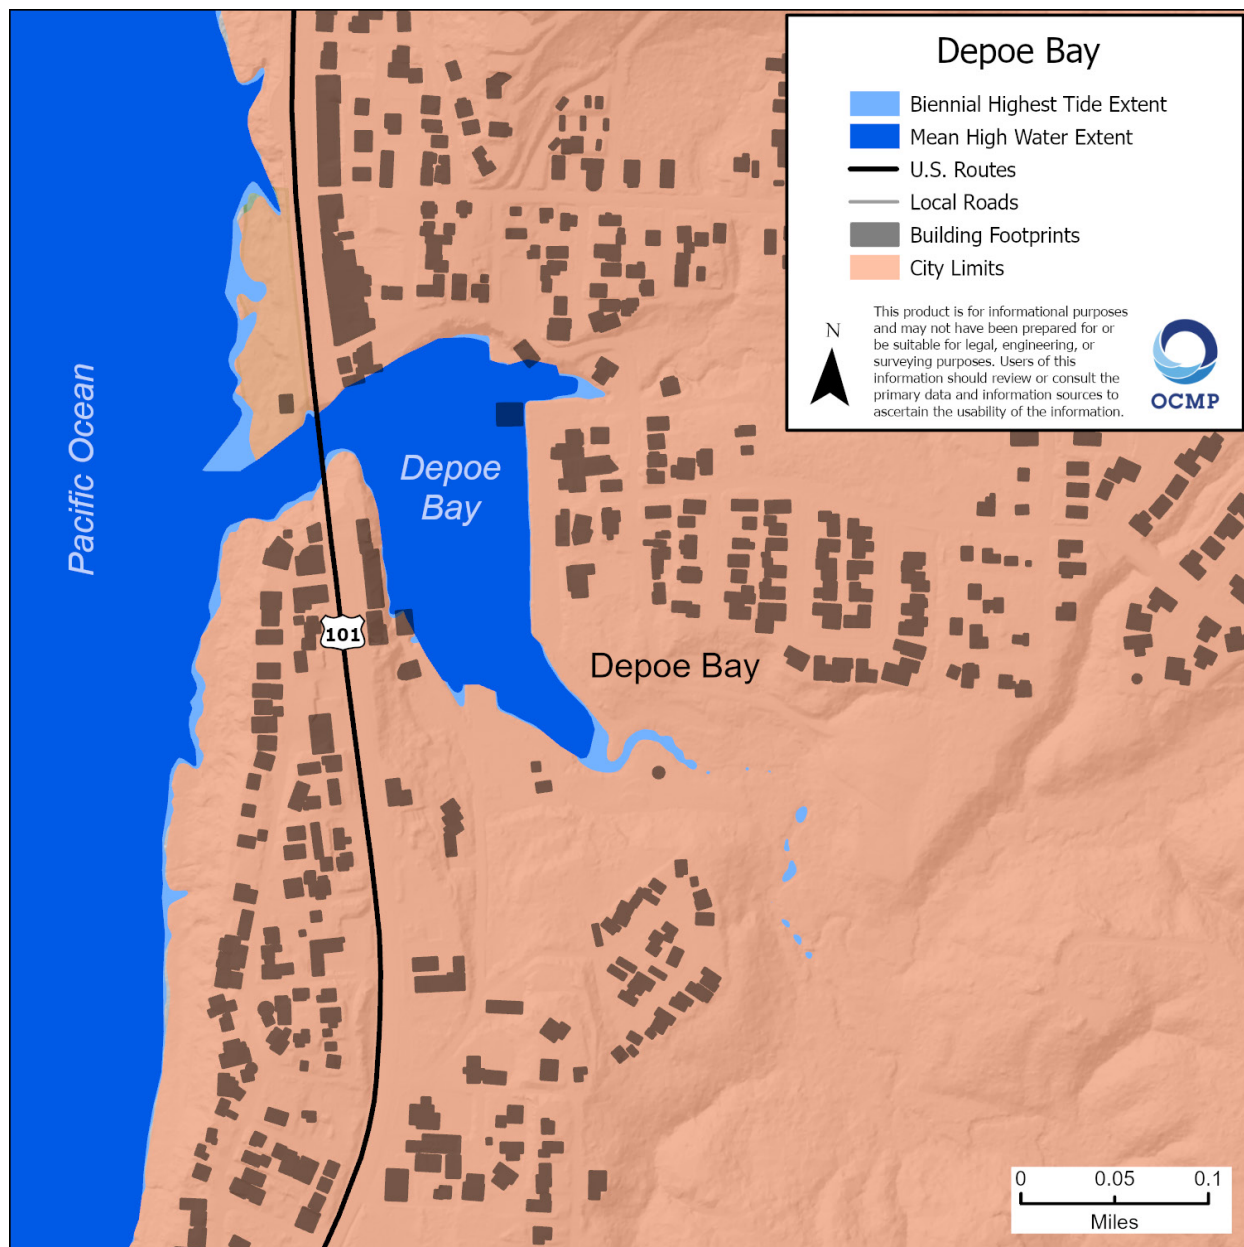 Depoe Bay
Biennial Highest Tide Extent
Mean High Water Extent
U.S. Routes
Local Roads
Building Footprints
City Limits
N
This product is for informational purposes
and may not have been prepared for or
be suitable for legal, engineering, or
surveying purposes. Users of this
information should review or consult the
primary data and information sources to
ascertain the usability of the information.
OCMP
Pacific Ocean
Depoe
Bay
101
Depoe Bay
0 0.05 0.1
Miles